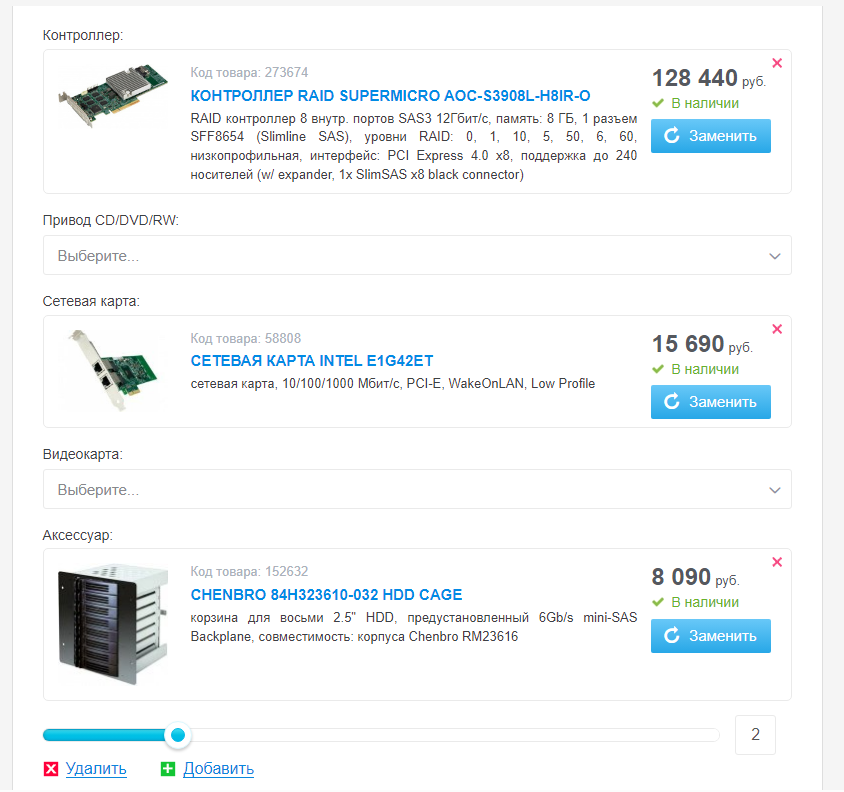 Контроллер:
Код товара: 273674
КОНТРОЛЛЕР RAID SUPERMICRO AOC-S3908L-H8IR-O
RAID контроллер 8 внутр. портов SAS3 12Гбит/с, память: 8 ГБ, 1 разъем
SFF8654 (Slimline SAS), уровни RAID: 0, 1, 10, 5, 50, 6, 60,
низкопрофильная, интерфейс: PCI Express 4.0 x8, поддержка до 240
носителей (w/ expander, 1x SlimSAS x8 black connector)
128 440 руб.
В наличии
Заменить
Привод CD/DVD/RW:
Выберите...
Сетевая карта:
Код товара: 58808
СЕТЕВАЯ КАРТА INTEL E1G42ET
сетевая карта, 10/100/1000 Мбит/с, PCI-E, WakeOnLAN, Low Profile
15 690 руб.
В наличии
Заменить
Видеокарта:
Выберите...
Аксессуар:
Код товара: 152632
CHENBRO 84H323610-032 HDD CAGE
корзина для восьми 2.5" HDD, предустановленный 6Gb/s mini-SAS
Backplane, совместимость: корпуса Chenbro RM23616
8 090 руб.
В наличии
Заменить
2
Удалить
Добавить